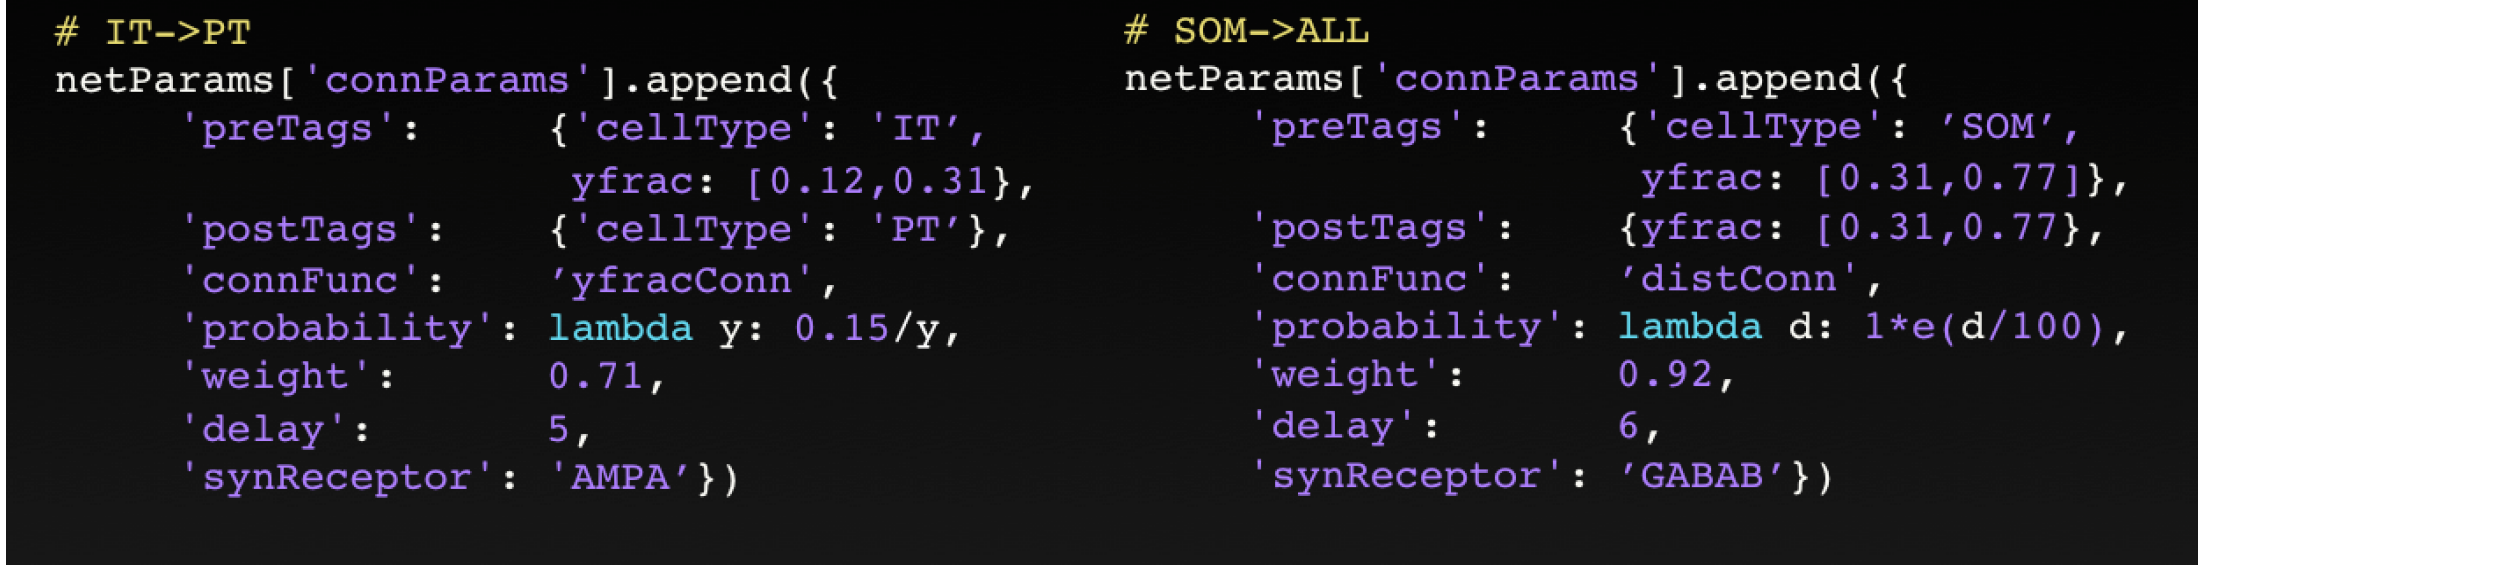 # IT->PT
netParams['connParams'].append({
'preTags': {'cellType': 'IT’,
yfrac: [0.12,0.31},
'postTags': {'cellType': 'PT’},
'connFunc': ’yfracConn',
'probability': lambda y: 0.15/y,
'weight': 0.71,
'delay': 5,
'synReceptor': 'AMPA’})
# SOM->ALL
netParams['connParams'].append({
'preTags': {'cellType': ’SOM’,
yfrac: [0.31,0.77]},
'postTags': {yfrac: [0.31,0.77},
'connFunc': ’distConn',
'probability': lambda d: 1*e(d/100),
'weight': 0.92,
'delay': 6,
'synReceptor': ’GABAB’})